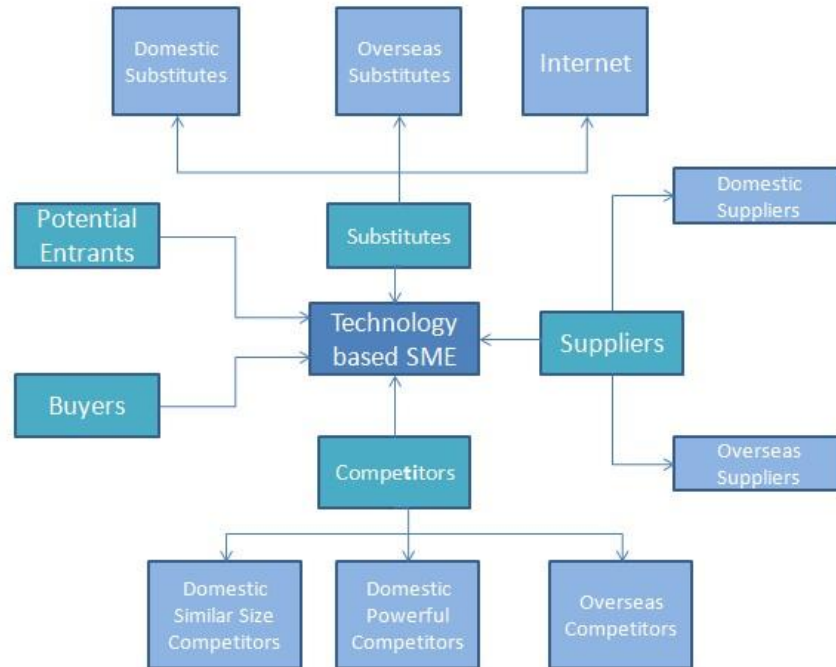 Domestic
Substitutes
Overseas
Substitutes
Internet
Domestic
Suppliers
Potential
Entrants
Substitutes
Technology
based SME
Suppliers
Buyers
Competitors
Overseas
Suppliers
Domestic
Similar Size
Competitors
Domestic
Powerful
Competitors
Overseas
Competitors